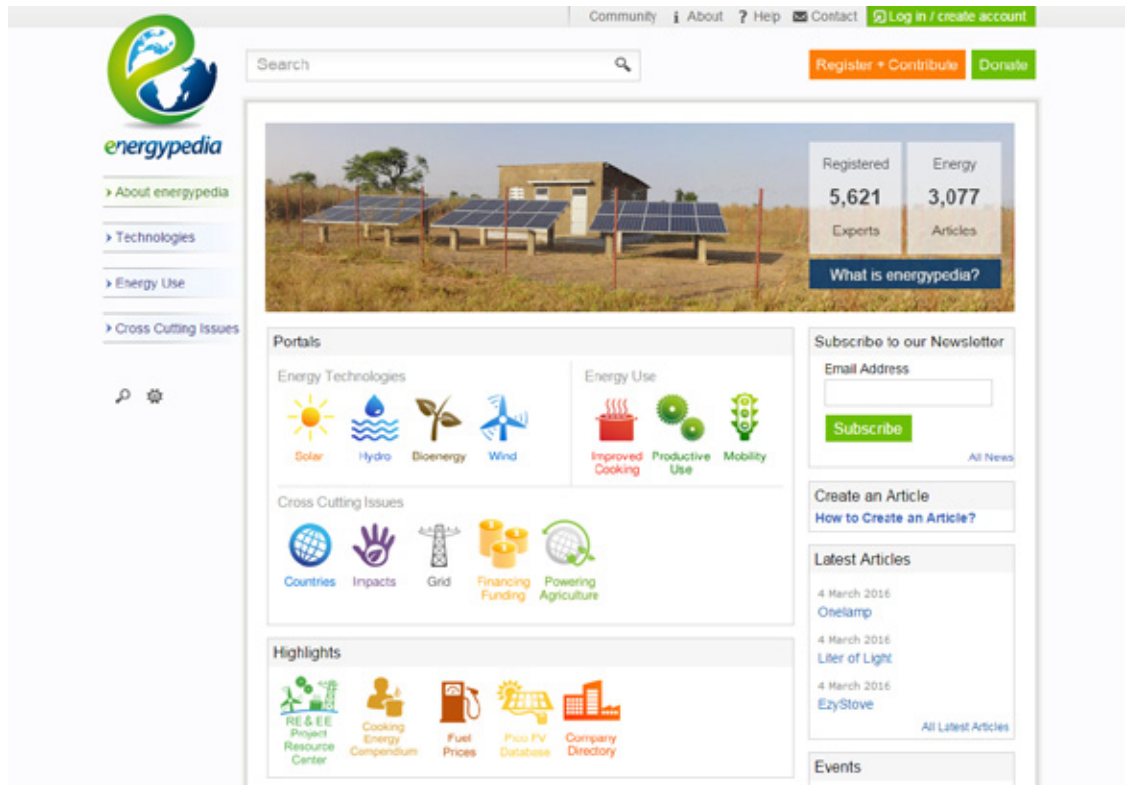 Community About Help Contact Log in / create account
Search
Register + Contribute Donate
energypedia
About energypedia
Technologies
Energy Use
Cross Cutting Issues
Registered
5,621
Experts
Energy
3,077
Articles
What is energypedia?
Portals
Energy Technologies
Solar Hydro Bioenergy Wind
Energy Use
Improved
Cooking
Productive
Use
Mobility
Cross Cutting Issues
Countries Impacts Grid
Financing
Funding
Powering
Agriculture
Highlights
RE & EE
Project
Resource
Center
Cooking
Energy
Compendium
Fuel
Prices
Pico PV
Database
Company
Directory
Subscribe to our Newsletter
Email Address
Subscribe
All News
Create an Article
How to Create an Article?
Latest Articles
4 March 2016
Onelamp
4 March 2016
Liter of Light
4 March 2016
EzyStove
All Latest Articles
Events